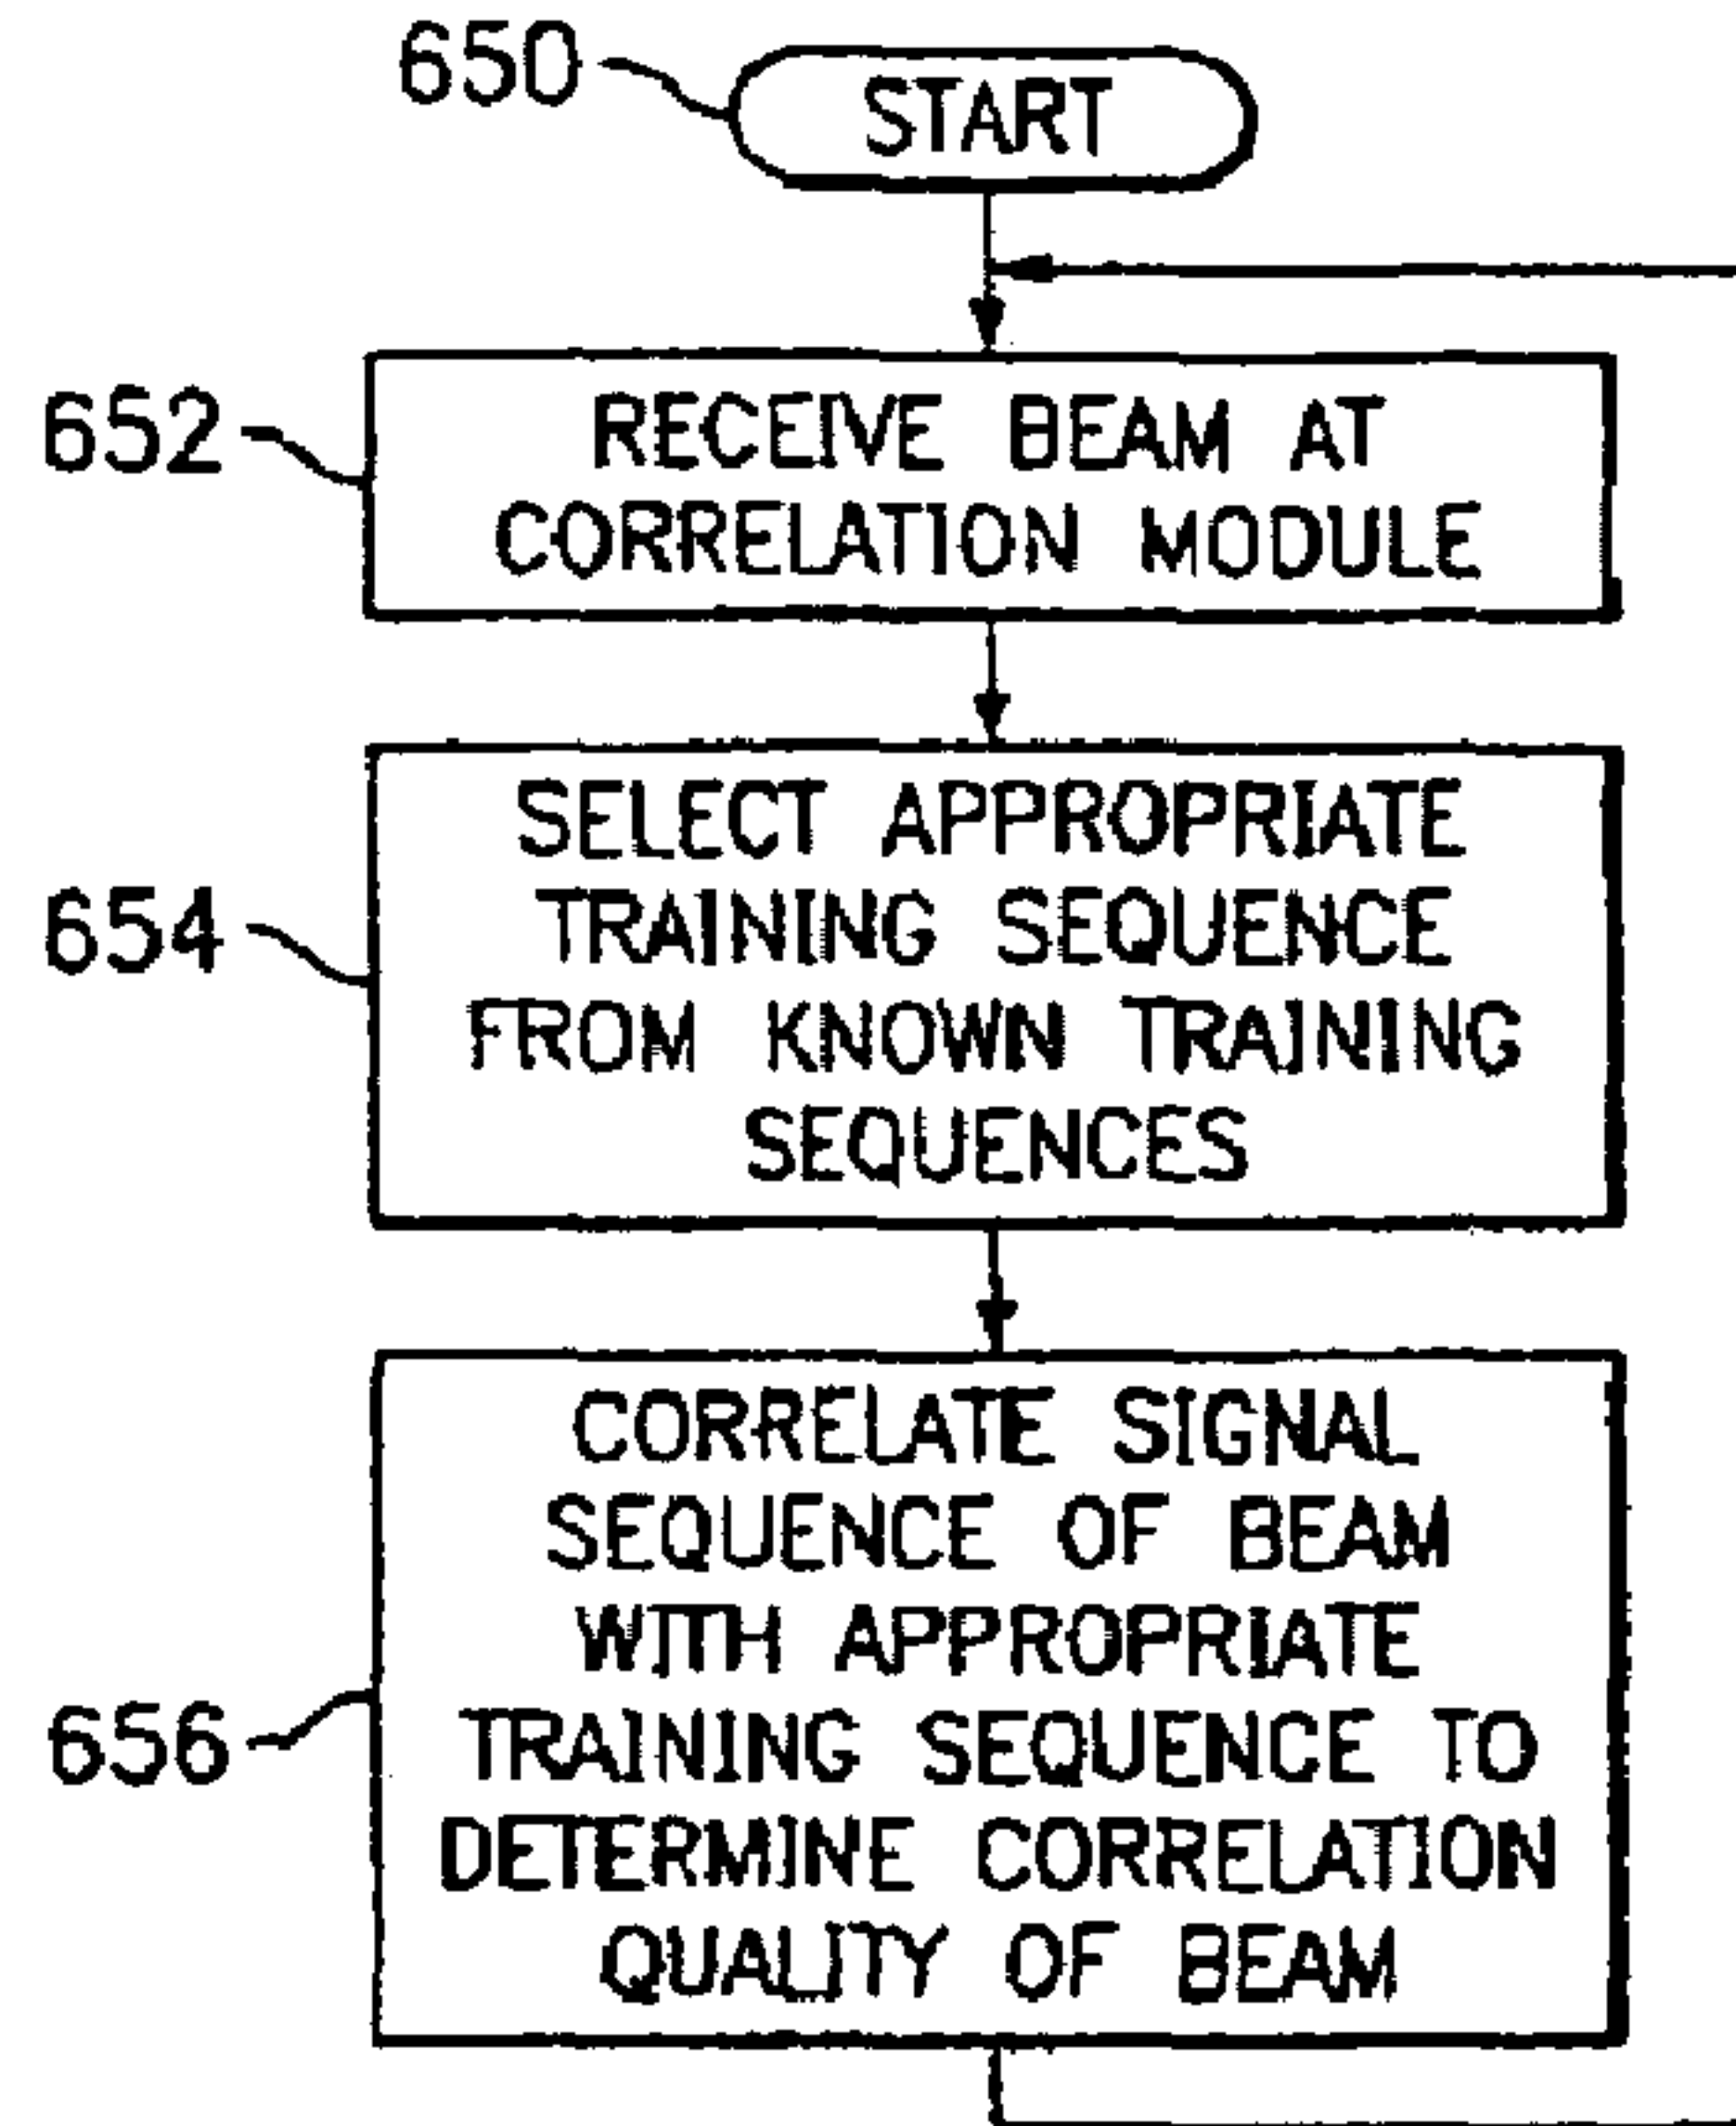 650
START
652
RECEIVE BEAM AT
CORRELATION MODULE
654
SELECT APPROPRIATE
TRAINING SEQUENCE
FROM KNOWN TRAINING
SEQUENCES
656
CORRELATE SIGNAL
SEQUENCE OF BEAM
WITH APPROPRIATE
TRAINING SEQUENCE TO
DETERMINE CORRELATION
QUALITY OF BEAM